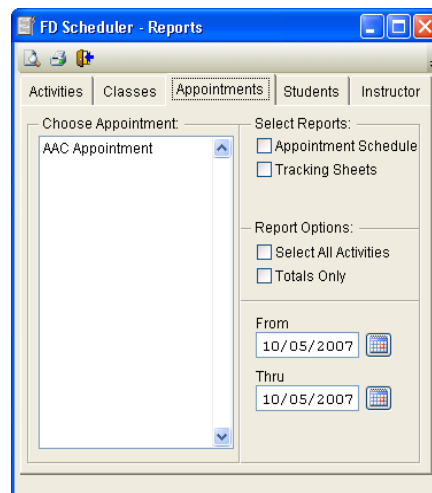 FD Scheduler - Reports
Activities Classes Appointments Students Instructor
Choose Appointment:
AAC Appointment
Select Reports:
Appointment Schedule
Tracking Sheets
Report Options:
Select All Activities
Totals Only
From
10/05/2007
Thru
10/05/2007